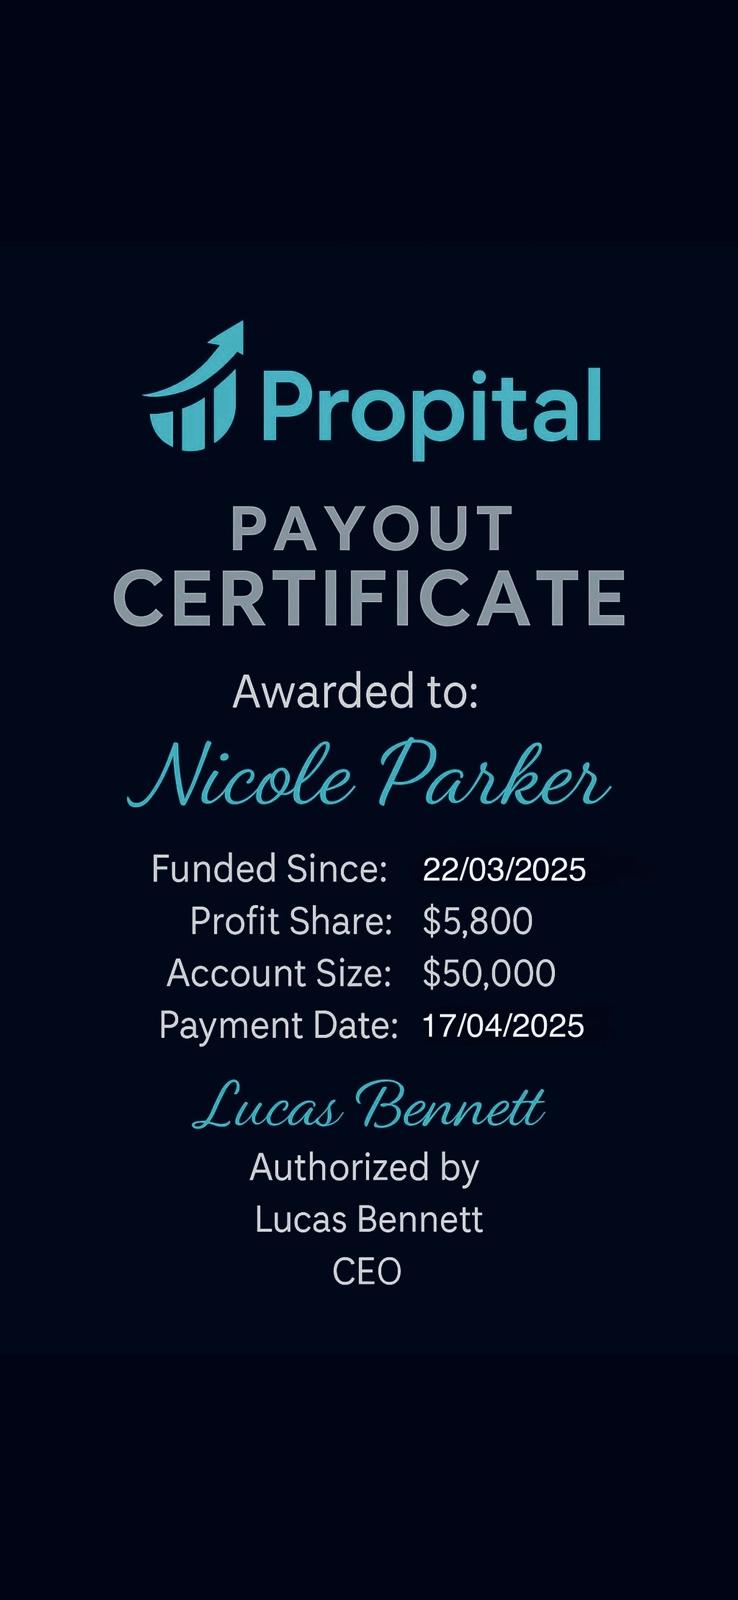 Propital
PAYOUT
CERTIFICATE
Awarded to:
Nicole Parker
Funded Since: 22/03/2025
Profit Share: $5,800
Account Size: $50,000
Payment Date: 17/04/2025
Lucas Bennett
Authorized by
Lucas Bennett
CEO